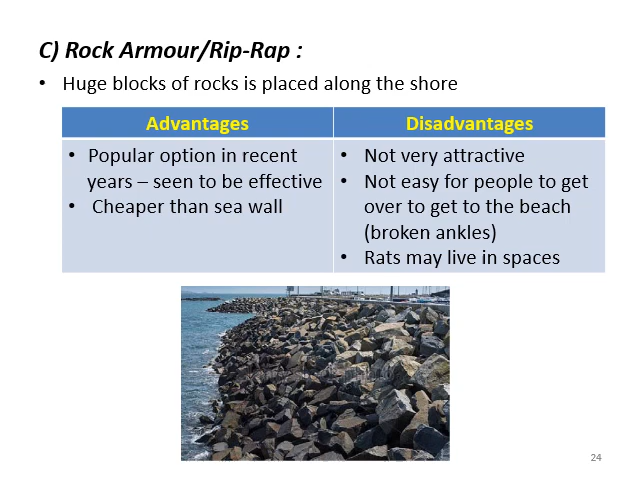 C) Rock Armour/Rip-Rap :
• Huge blocks of rocks is placed along the shore
Advantages
• Popular option in recent
years – seen to be effective
• Cheaper than sea wall
Disadvantages
• Not very attractive
• Not easy for people to get
over to get to the beach
(broken ankles)
• Rats may live in spaces
24